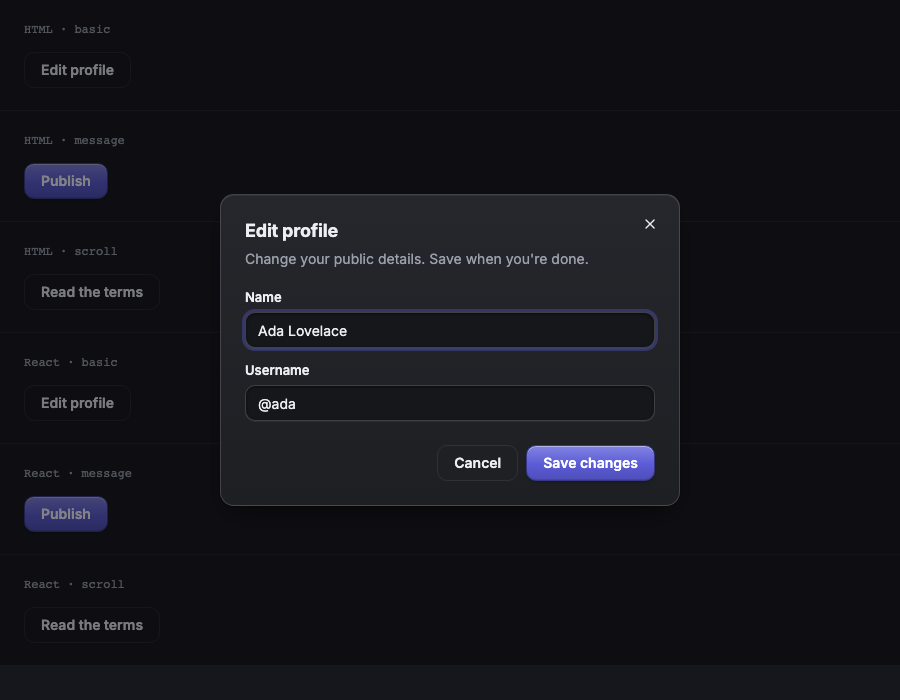 HTML · basic
Edit profile
HTML · message
Publish
HTML · scroll
Read the terms
React · basic
Edit profile
React · message
Publish
React · scroll
Read the terms
Edit profile
Change your public details. Save when you're done.
Name
Ada Lovelace
Username
@ada
Cancel
Save changes